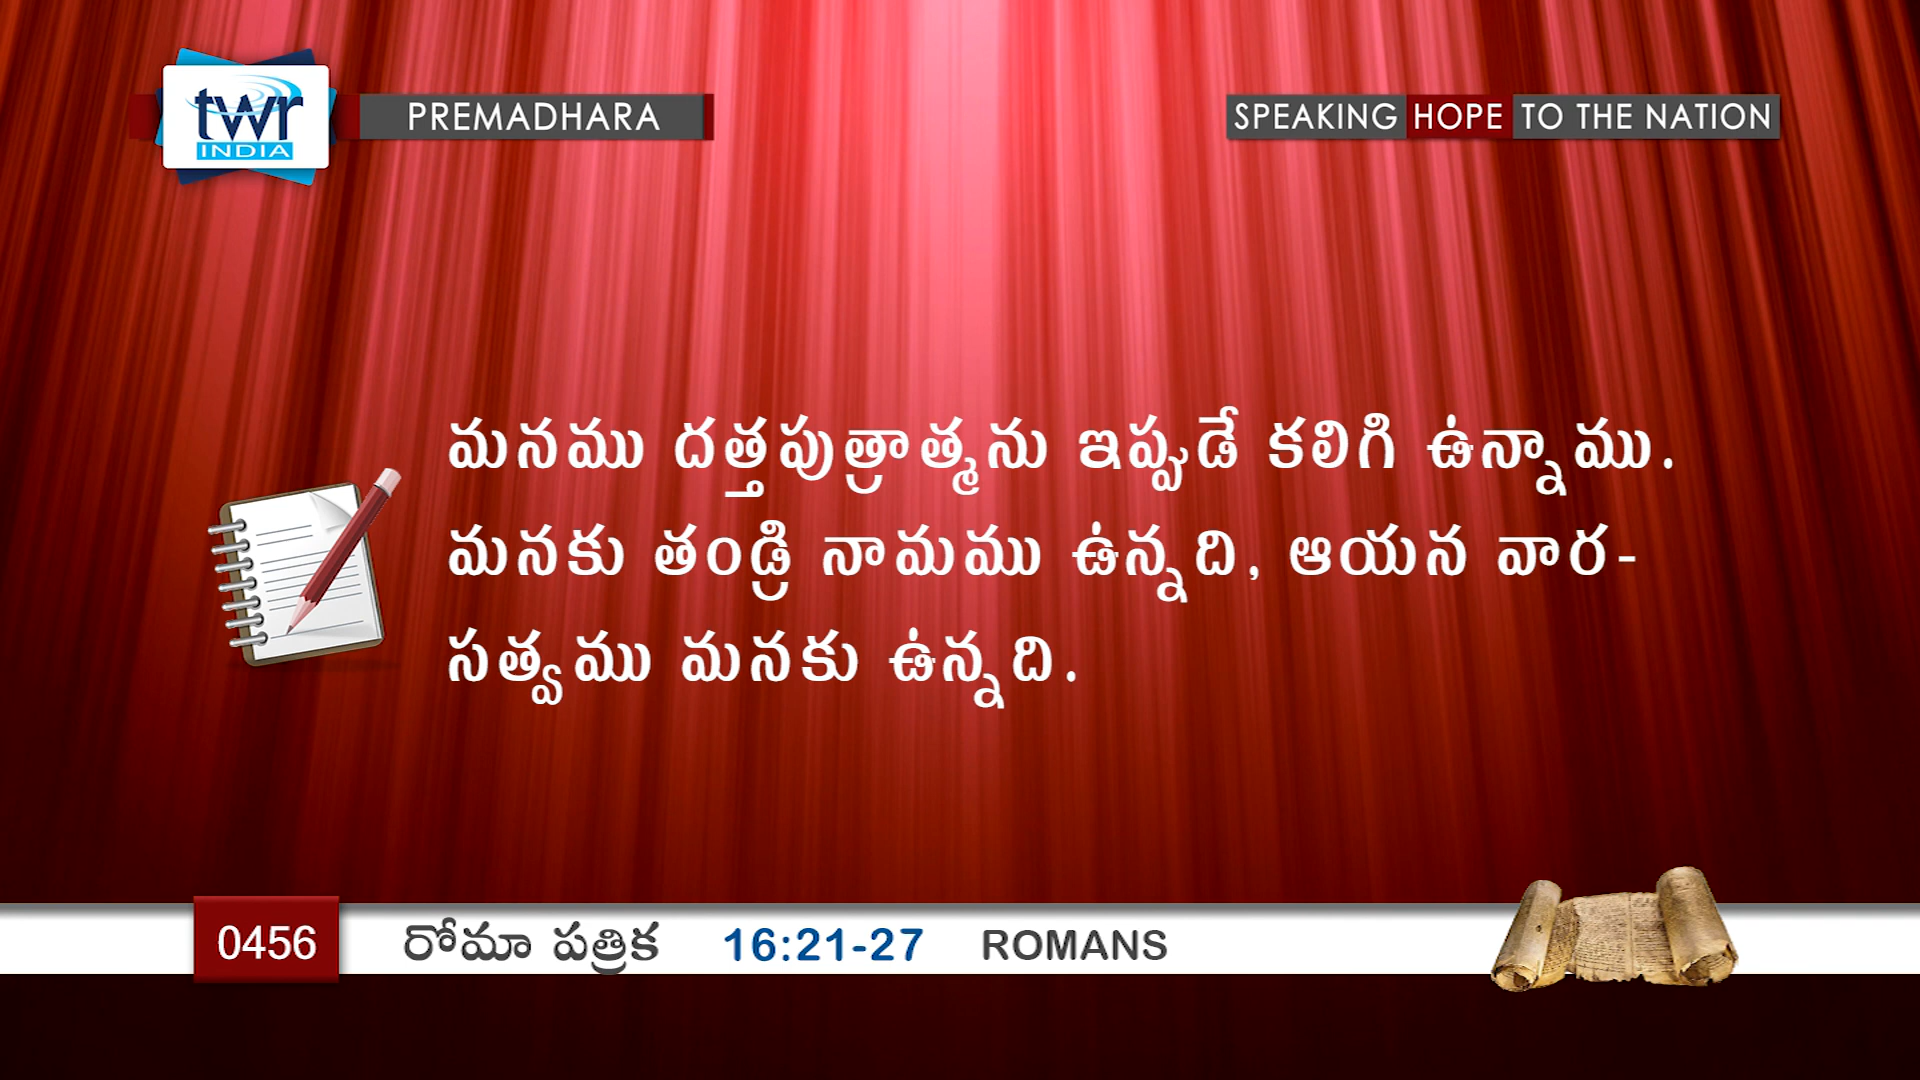 twr
INDIA
PREMADHARA
SPEAKING HOPE TO THE NATION
మనము దత్తపుత్రాత్మను ఇప్పుడే కలిగి ఉన్నాము.
మనకు తండ్రి నామము ఉన్నది, ఆయన వార-
సత్వము మనకు ఉన్నది.
0456 రోమా పత్రిక 16:21-27 ROMANS